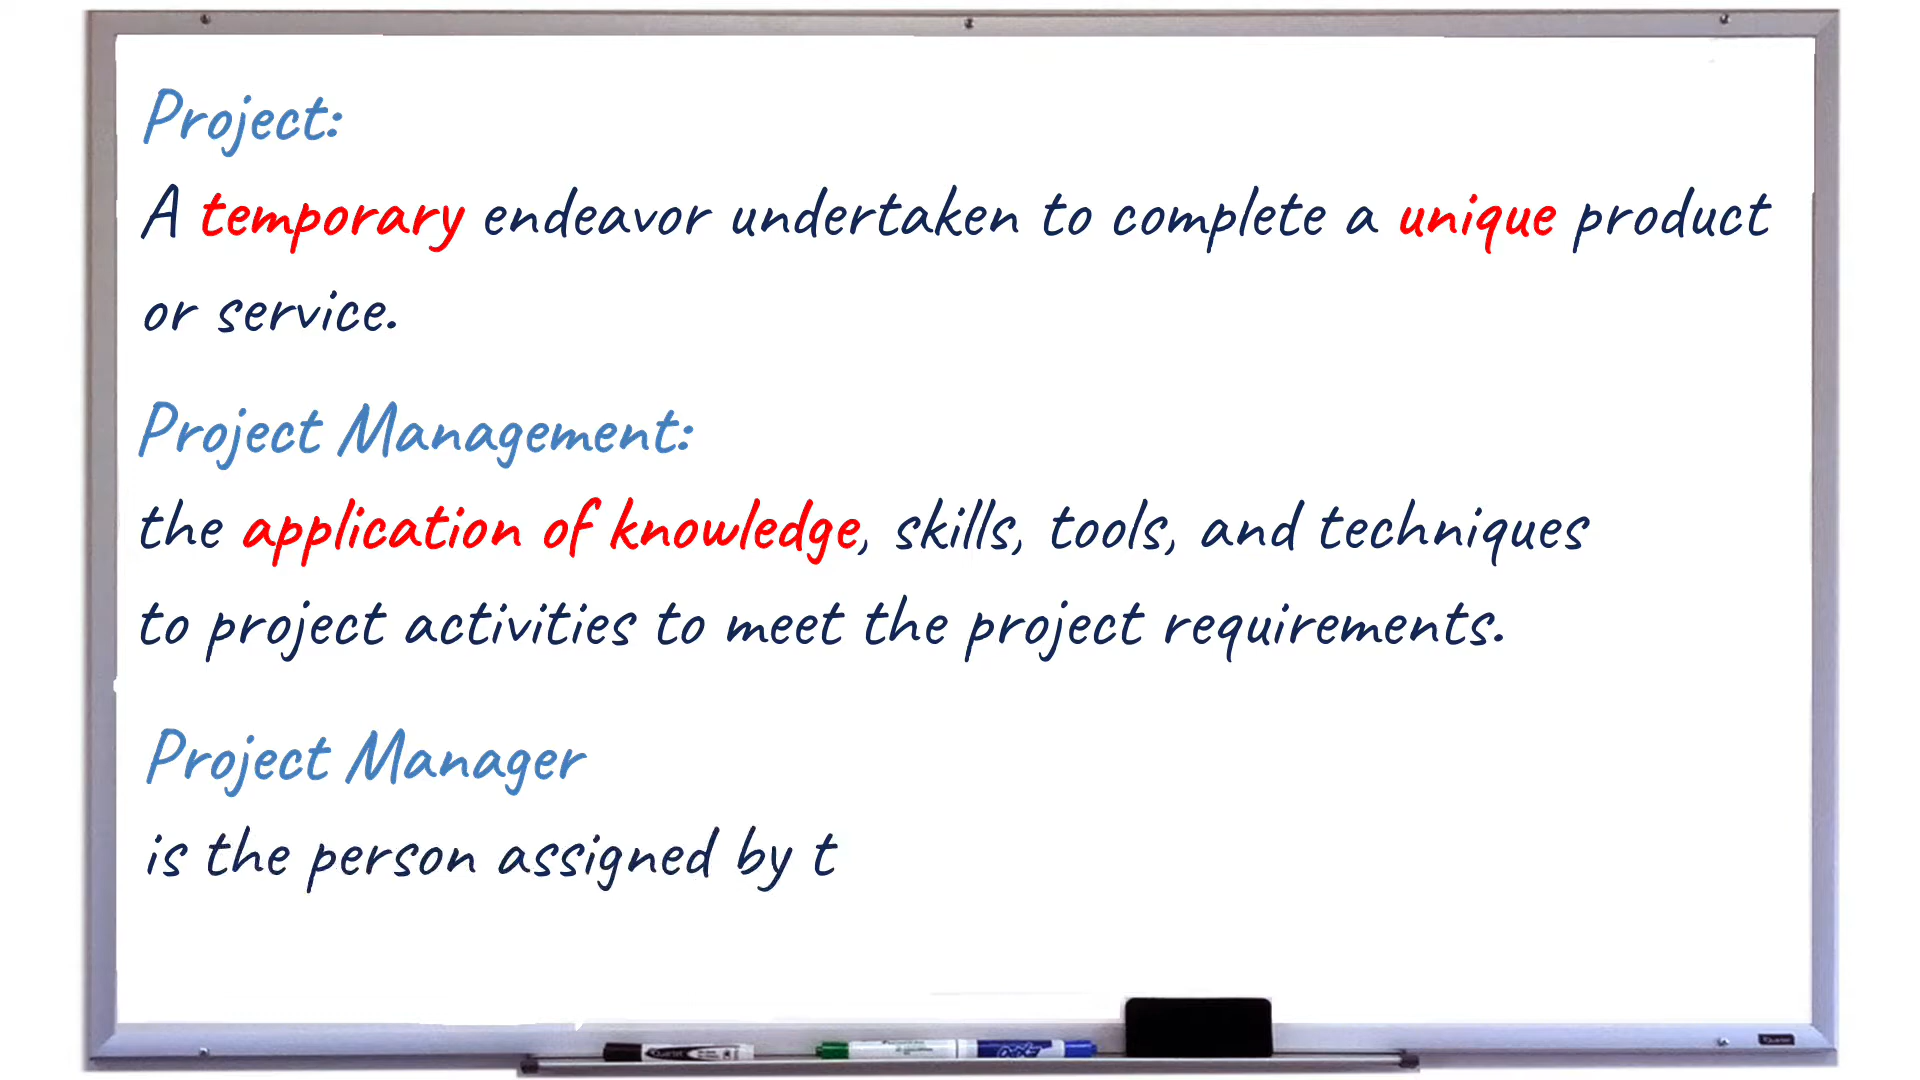 Project:
A temporary endeavor undertaken to complete a unique product
or service.
Project Management:
the application of knowledge, skills, tools, and techniques
to project activities to meet the project requirements.
Project Manager
is the person assigned by t